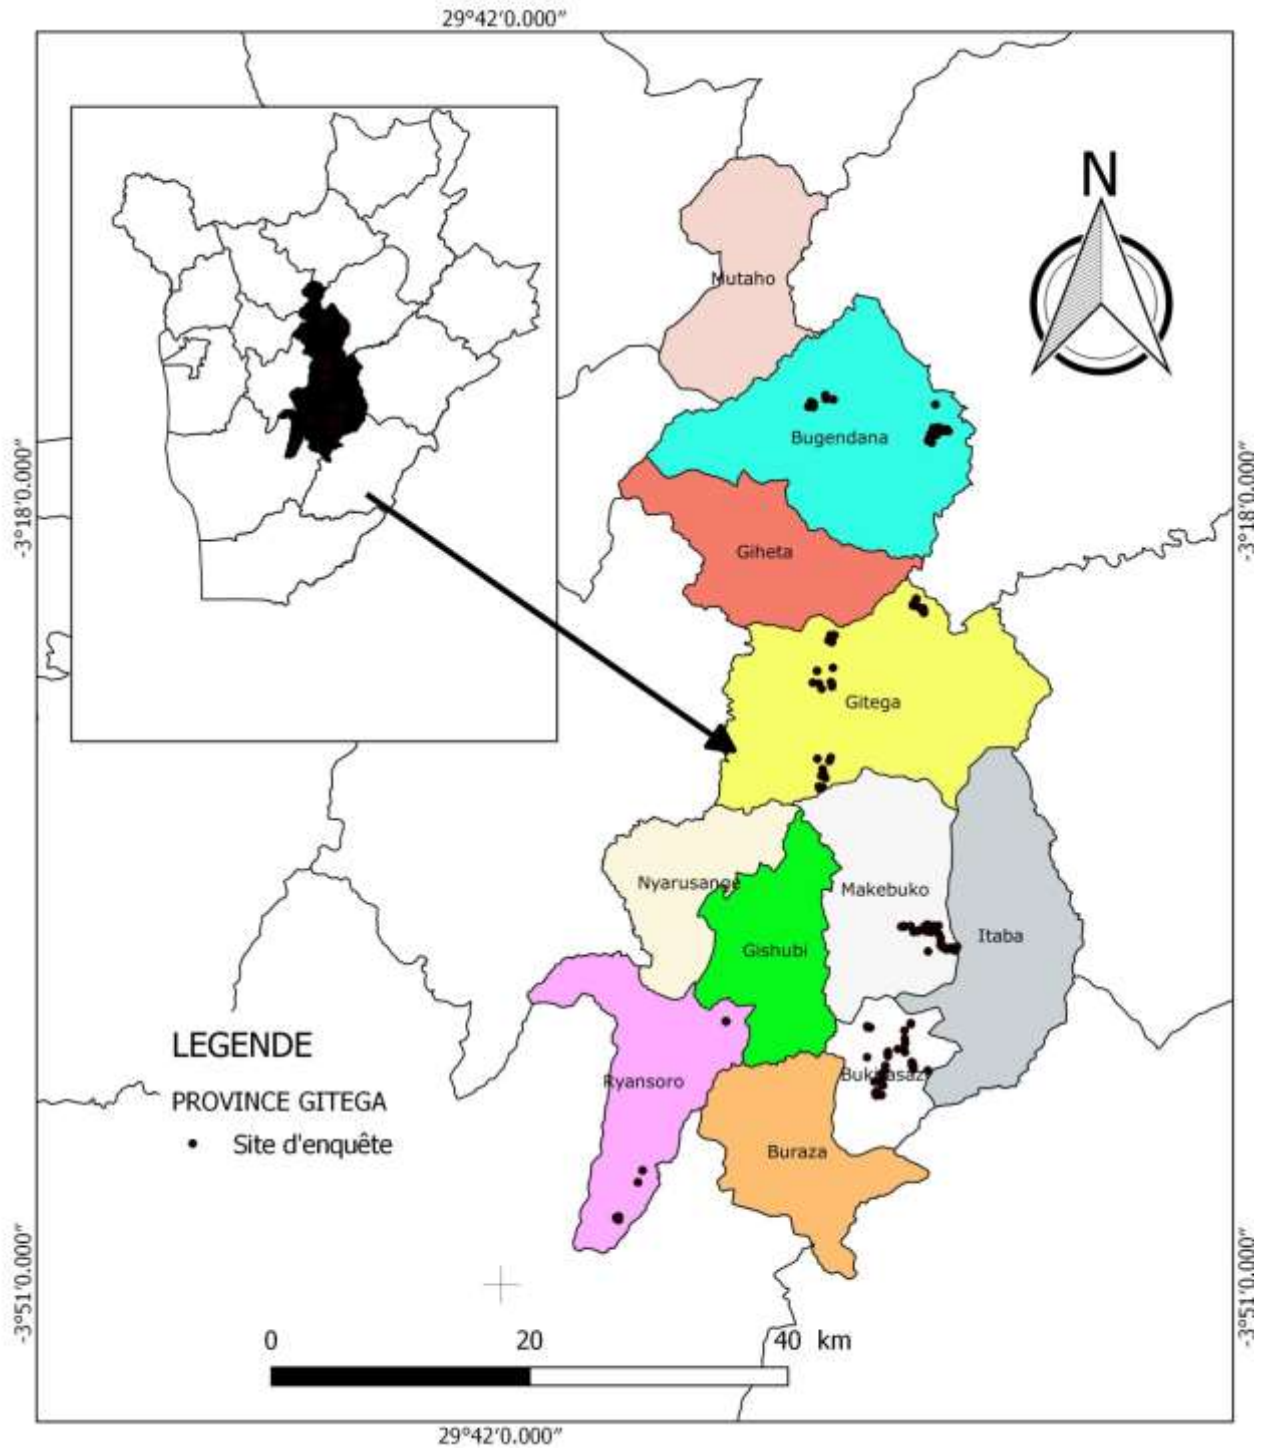 29°42'0.000"
N
Mutaho
Bugendana
-3°18'0.000"
-3°18'0.000"
Giheta
Gitega
Nyarusange
Makebuko
Itaba
Gishubi
LEGENDE
Ryansoro
PROVINCE GITEGA
Site d'enquête
Buraza
-3°51'0.000"
-3°51'0.000"
0 20 40 km
29°42'0.000"